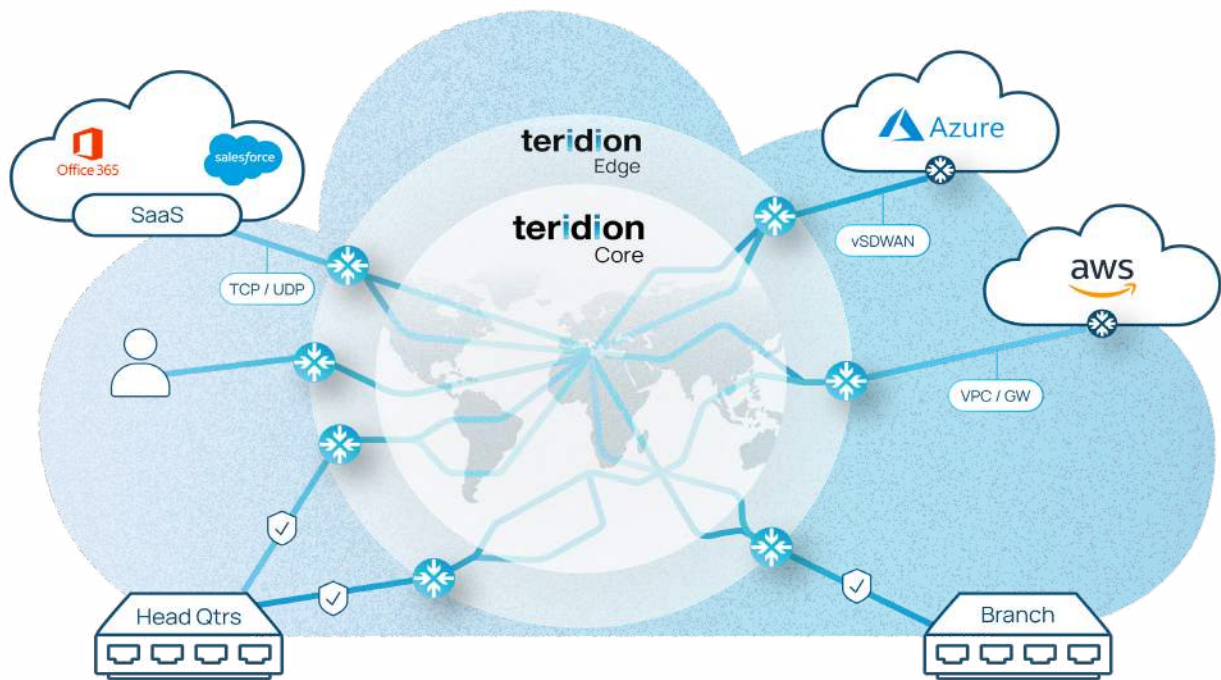 Office 365
salesforce
SaaS
TCP / UDP
teridion
Edge
teridion
Core
Azure
vSDWAN
aws
VPC / GW
Head Qtrs
Branch